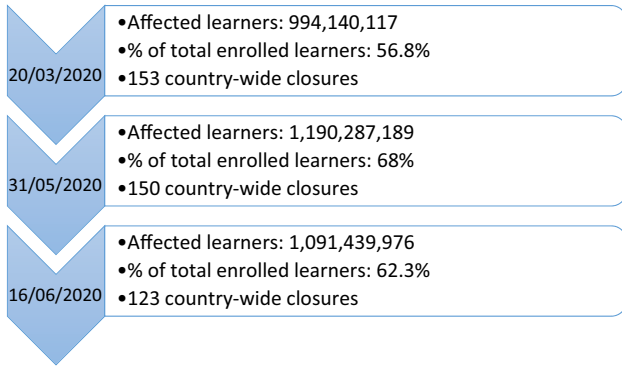 20/03/2020
•Affected learners: 994,140,117
•% of total enrolled learners: 56.8%
•153 country-wide closures
31/05/2020
•Affected learners: 1,190,287,189
•% of total enrolled learners: 68%
•150 country-wide closures
16/06/2020
•Affected learners: 1,091,439,976
•% of total enrolled learners: 62.3%
•123 country-wide closures